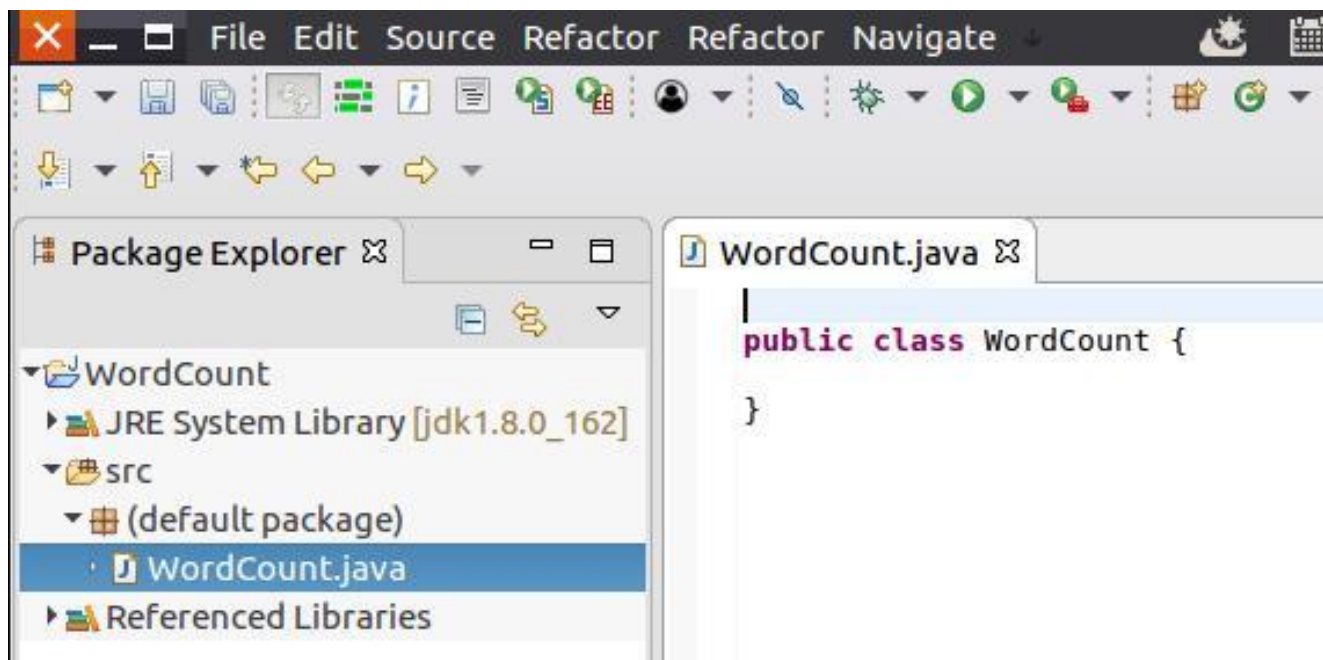 File Edit Source Refactor Refactor Navigate
Package Explorer
WordCount
JRE System Library [jdk1.8.0_162]
src
(default package)
WordCount.java
Referenced Libraries
WordCount.java
public class WordCount {
}